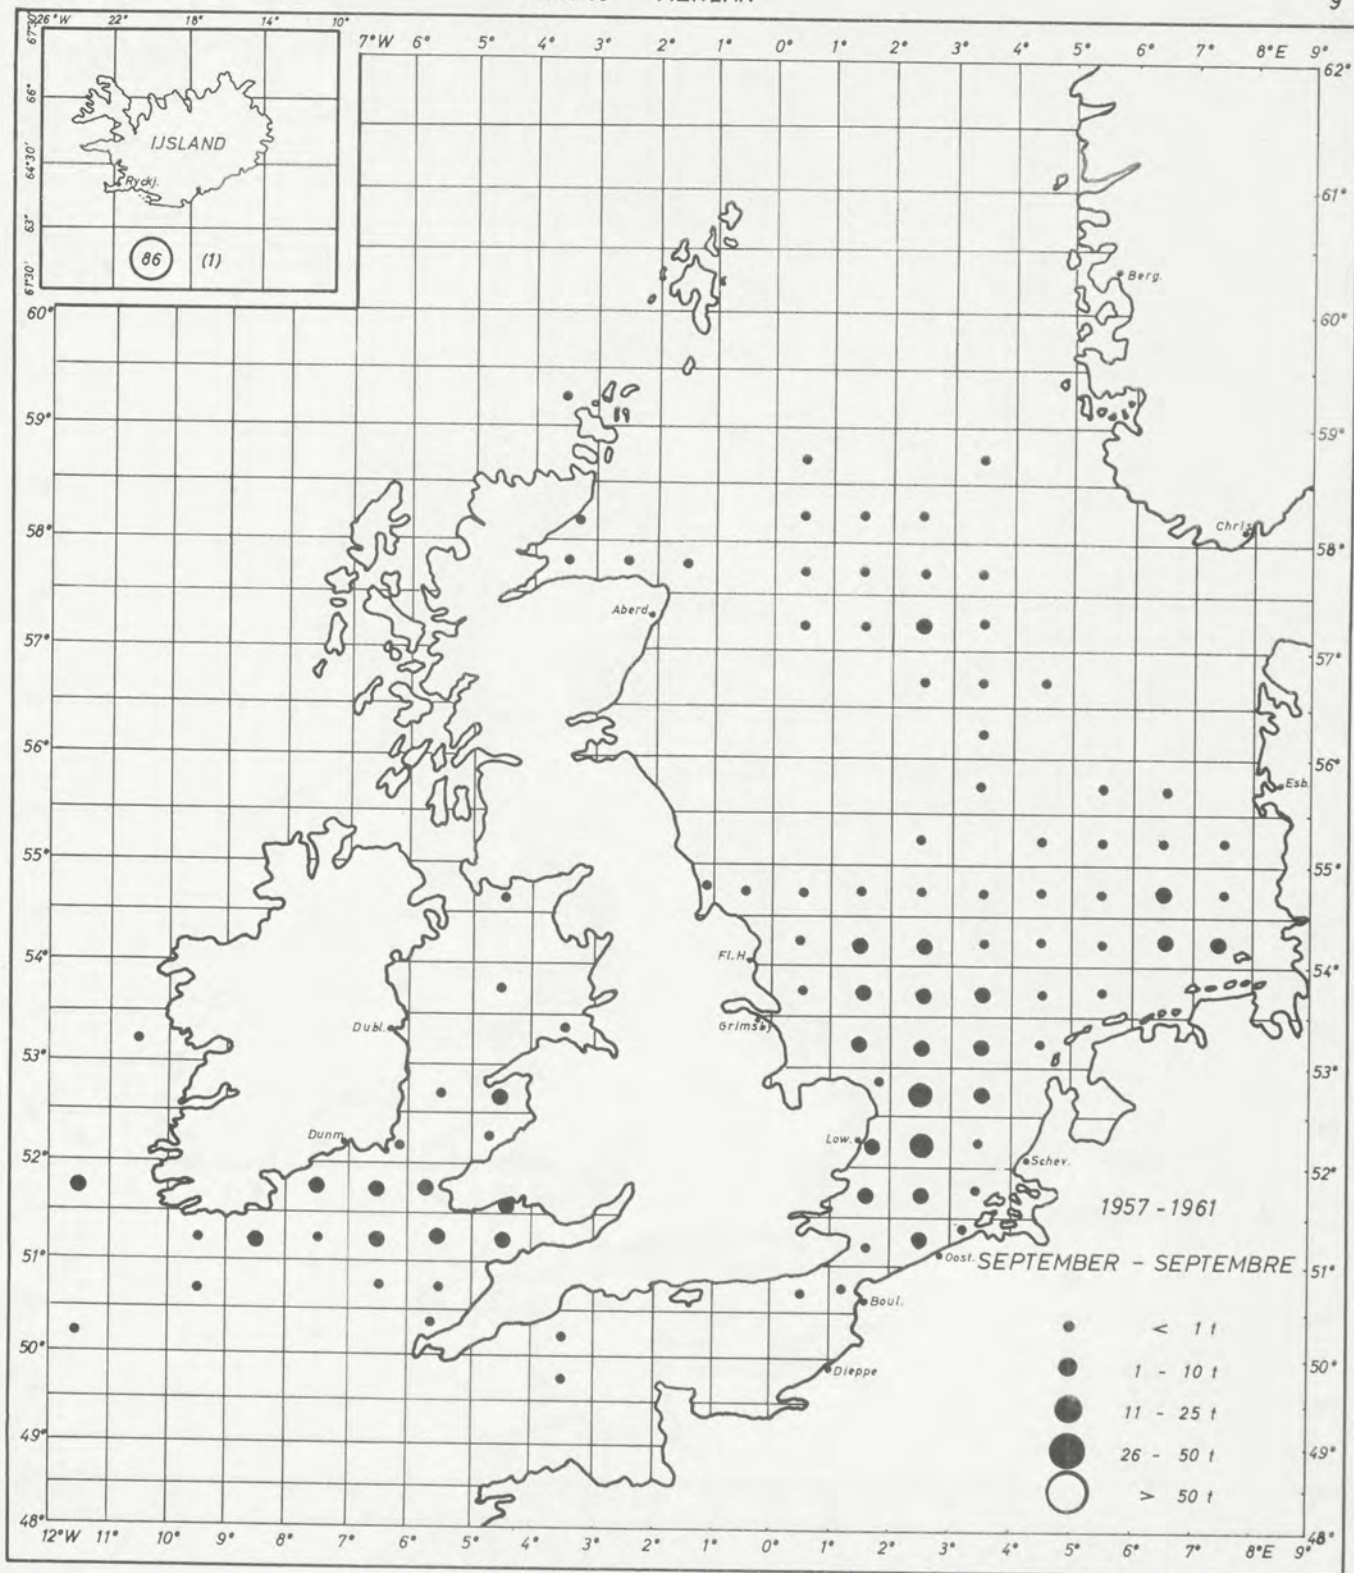 9
26°W 22° 18° 14° 10°
67°30'
66°
64°30'
63°
61°30'
IJSLAND
Ryckj.
86 (1)
7°W 6° 5° 4° 3° 2° 1° 0° 1° 2° 3° 4° 5° 6° 7° 8°E 9°
62°
61°
60° 60°
59° 59°
58° 58°
57° 57°
56° 56°
55° 55°
54° 54°
53° 53°
52° 52°
51° 51°
50° 50°
49° 49°
48° 48°
Berg.
Chris.
Aberd.
Esb.
Fl.H.
Grimsby
Dubl.
Dunm.
Low.
Schev.
Oost.
Boul.
Dieppe
1957 - 1961
SEPTEMBER - SEPTEMBRE
< 1 t
1 - 10 t
11 - 25 t
26 - 50 t
> 50 t
12°W 11° 10° 9° 8° 7° 6° 5° 4° 3° 2° 1° 0° 1° 2° 3° 4° 5° 6° 7° 8°E 9°